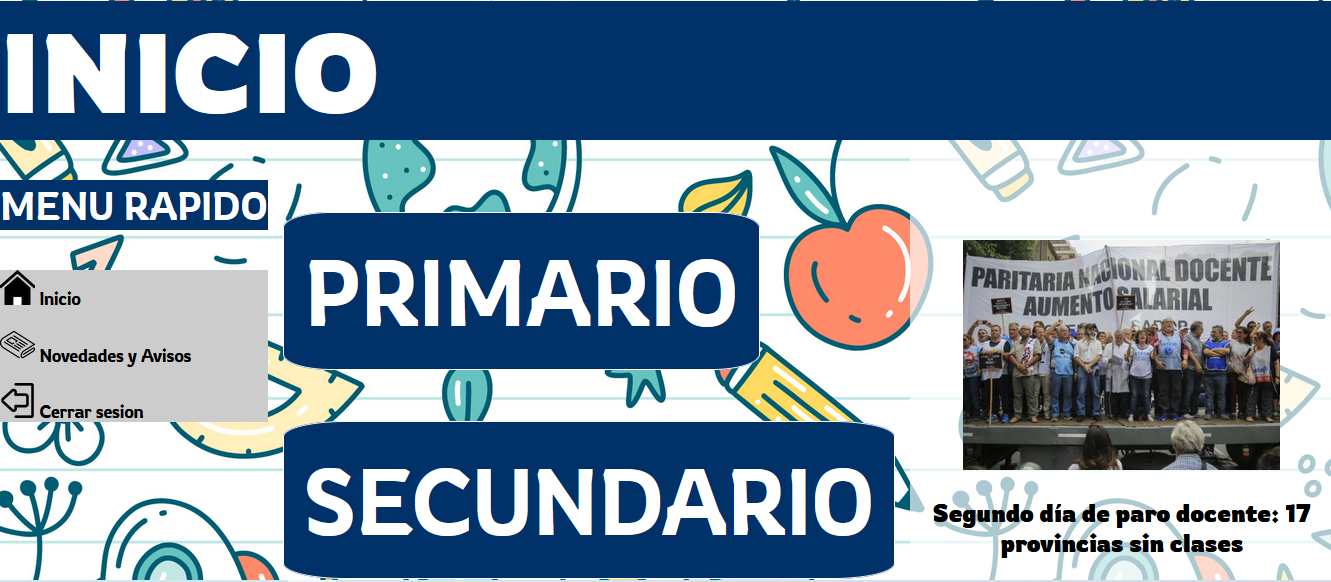 INICIO
MENU RAPIDO
Inicio
Novedades y Avisos
Cerrar sesion
PRIMARIO
SECUNDARIO
PARITARIA NACIONAL DOCENTE
AUMENTO SALARIAL
Segundo día de paro docente: 17
provincias sin clases